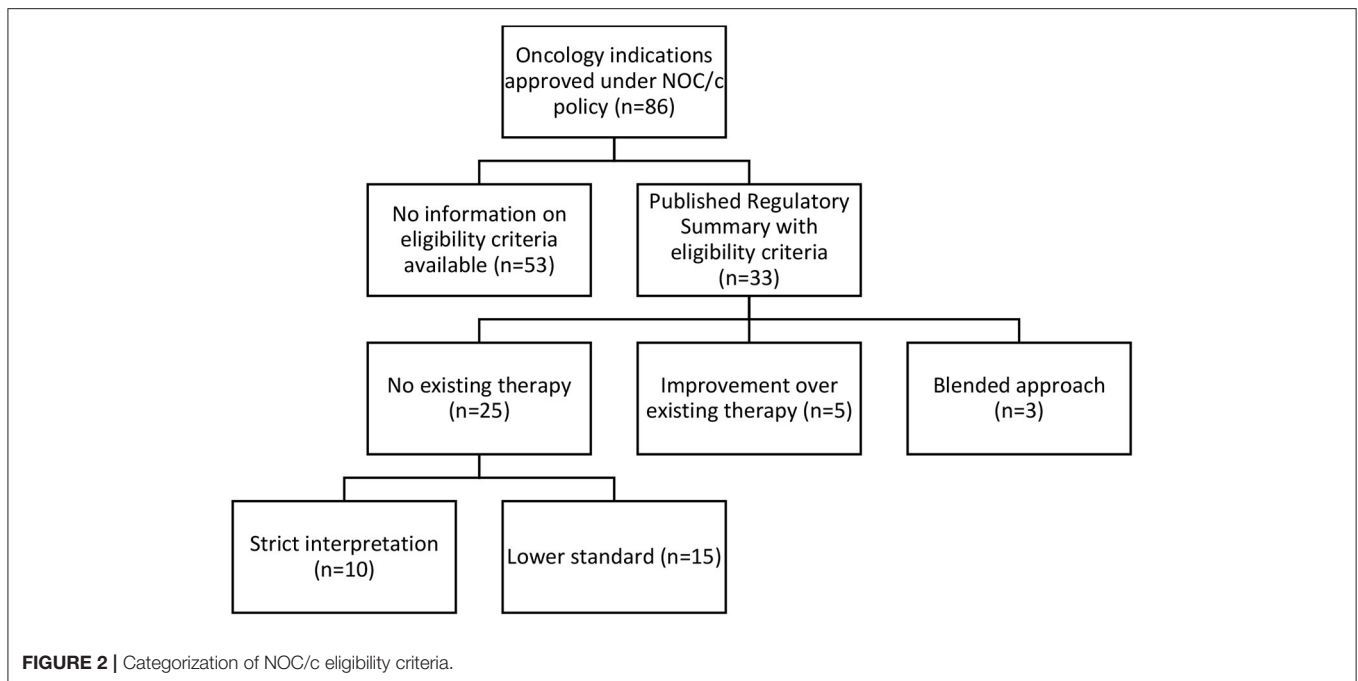 Oncology indications
approved under NOC/c
policy (n=86)
No information on
eligibility criteria
available (n=53)
Published Regulatory
Summary with
eligibility criteria
(n=33)
No existing therapy
(n=25)
Improvement over
existing therapy (n=5)
Blended approach
(n=3)
Strict interpretation
(n=10)
Lower standard (n=15)
FIGURE 2 | Categorization of NOC/c eligibility criteria.